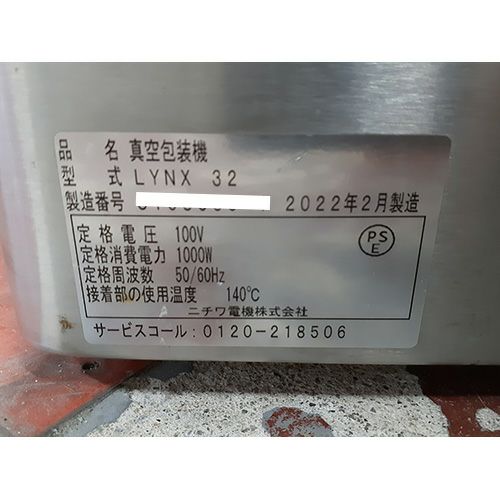 品 名 真空包装機
型 式 LYNX 32
製造番号 2022年2月製造
定格電圧 100V
定格消費電力 1000W
定格周波数 50/60Hz
接着部の使用温度 140℃
PS
E
ニチワ電機株式会社
サービスコール:0120-218506